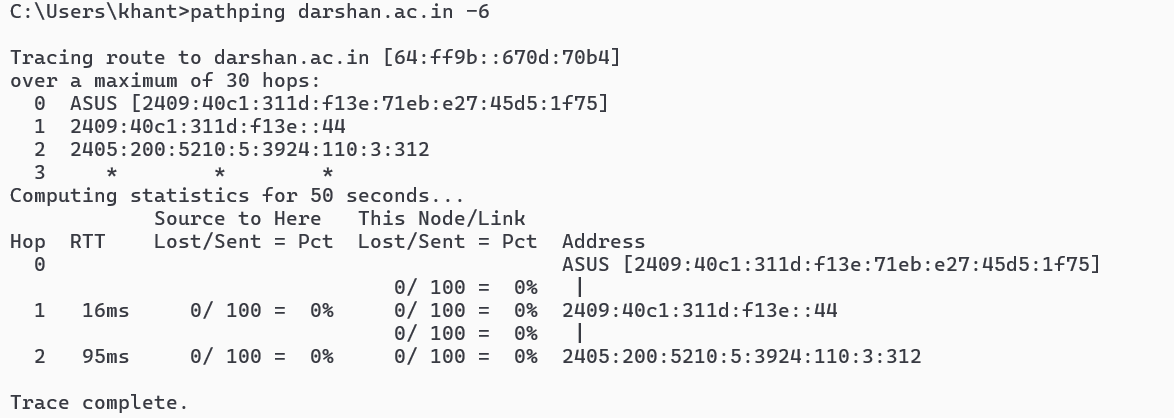 C:\Users\khant>pathping darshan.ac.in -6
Tracing route to darshan.ac.in [64:ff9b::670d:70b4]
over a maximum of 30 hops:
  0  ASUS [2409:40c1:311d:f13e:71eb:e27:45d5:1f75]
  1  2409:40c1:311d:f13e::44
  2  2405:200:5210:5:3924:110:3:312
  3     *        *        *
Computing statistics for 50 seconds...
            Source to Here   This Node/Link
Hop  RTT    Lost/Sent = Pct  Lost/Sent = Pct  Address
  0                                           ASUS [2409:40c1:311d:f13e:71eb:e27:45d5:1f75]
                                0/ 100 =  0%   |
  1   16ms     0/ 100 =  0%     0/ 100 =  0%  2409:40c1:311d:f13e::44
                                0/ 100 =  0%   |
  2   95ms     0/ 100 =  0%     0/ 100 =  0%  2405:200:5210:5:3924:110:3:312
Trace complete.